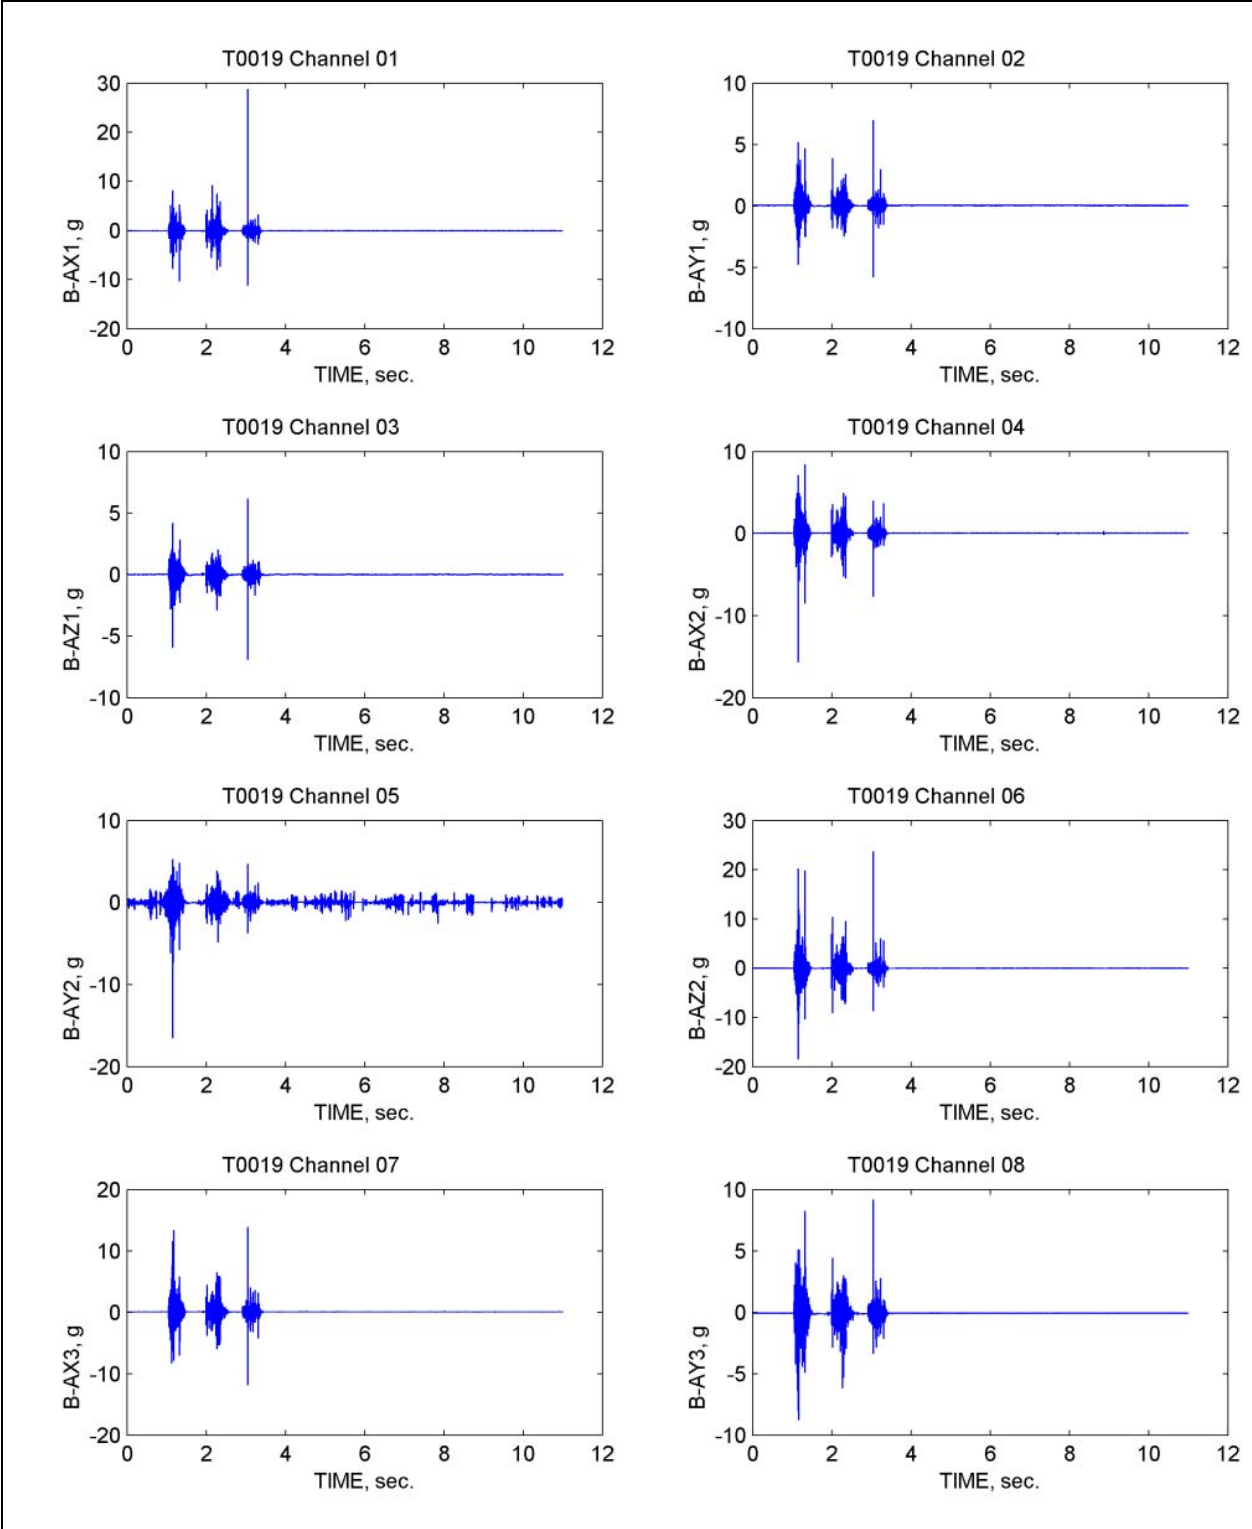 T0019 Channel 01
30
20
10
0
-10
-20
B-AX1, g
0 2 4 6 8 10 12
TIME, sec.
T0019 Channel 02
10
5
0
-5
-10
B-AY1, g
0 2 4 6 8 10 12
TIME, sec.
T0019 Channel 03
10
5
0
-5
-10
B-AZ1, g
0 2 4 6 8 10 12
TIME, sec.
T0019 Channel 04
10
0
-10
-20
B-AX2, g
0 2 4 6 8 10 12
TIME, sec.
T0019 Channel 05
10
0
-10
-20
B-AY2, g
0 2 4 6 8 10 12
TIME, sec.
T0019 Channel 06
30
20
10
0
-10
-20
B-AZ2, g
0 2 4 6 8 10 12
TIME, sec.
T0019 Channel 07
20
10
0
-10
-20
B-AX3, g
0 2 4 6 8 10 12
TIME, sec.
T0019 Channel 08
10
5
0
-5
-10
B-AY3, g
0 2 4 6 8 10 12
TIME, sec.